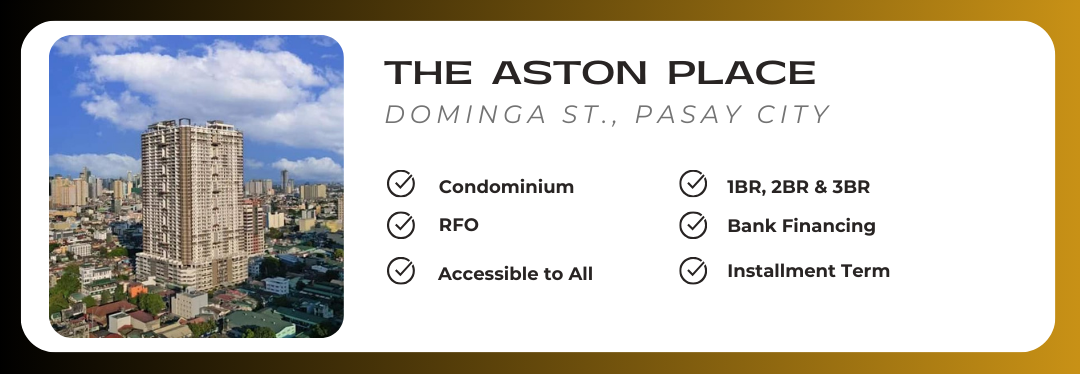 THE ASTON PLACE
DOMINGA ST., PASAY CITY
Condominium
RFO
Accessible to All
1BR, 2BR & 3BR
Bank Financing
Installment Term